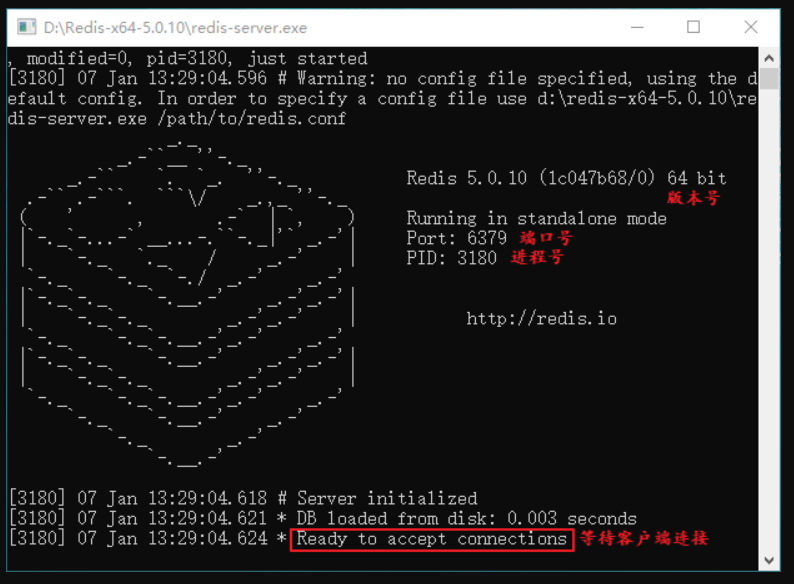 D:\Redis-x64-5.0.10\redis-server.exe
, modified=0, pid=3180, just started
[3180] 07 Jan 13:29:04.596 # Warning: no config file specified, using the d
efault config. In order to specify a config file use d:\redis-x64-5.0.10\re
dis-server.exe /path/to/redis.conf
Redis 5.0.10 (1c047b68/0) 64 bit
版本号
Running in standalone mode
Port: 6379 端口号
PID: 3180 进程号
http://redis.io
[3180] 07 Jan 13:29:04.618 # Server initialized
[3180] 07 Jan 13:29:04.621 * DB loaded from disk: 0.003 seconds
[3180] 07 Jan 13:29:04.624 * Ready to accept connections 等待客户端连接